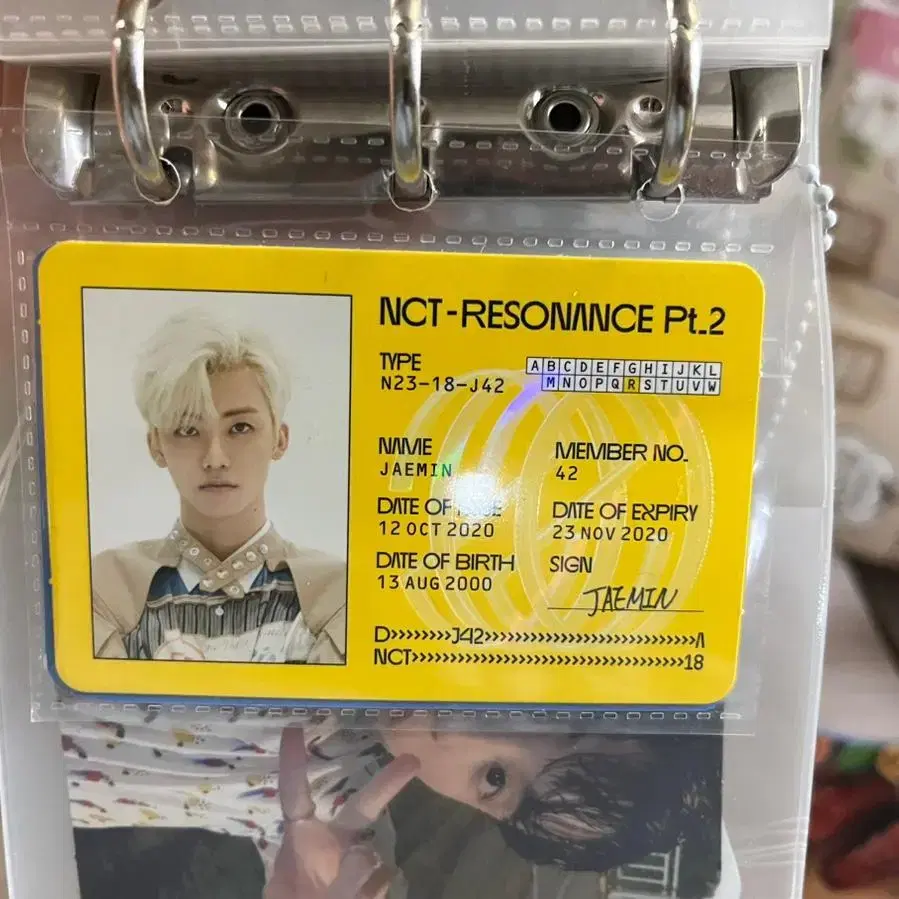 NCT-RESONANCE Pt.2
TYPE
N23-18-J42
A B C D E F G H I J K L
M N O P Q R S T U V W
NAME
JAEMIN
MEMBER NO.
42
DATE OF ISSUE
12 OCT 2020
DATE OF EXPIRY
23 NOV 2020
DATE OF BIRTH
13 AUG 2000
SIGN
JAEMIN
D››››››››J42›››››››››››››››››››››››››››A
NCT››››››››››››››››››››››››››››››››››››18